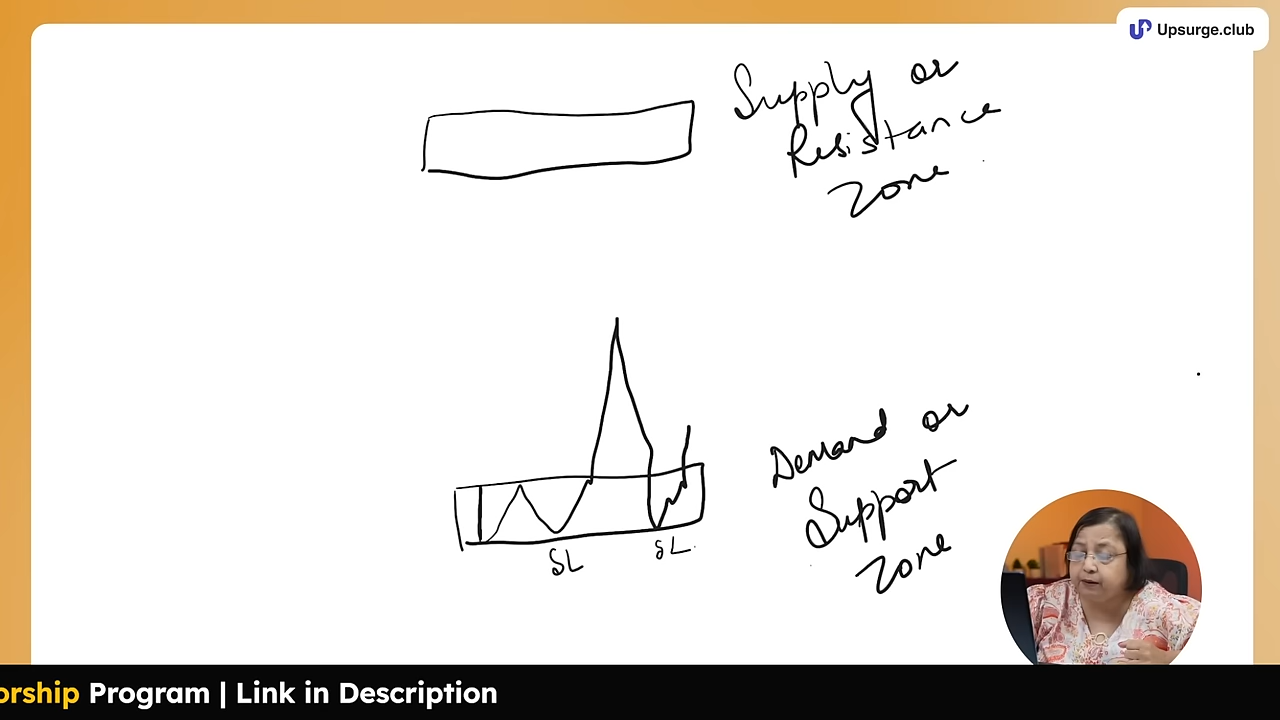 Upsurge.club
Supply or
Resistance
Zone
Demand or
Support
Zone
SL
SL
orship Program | Link in Description